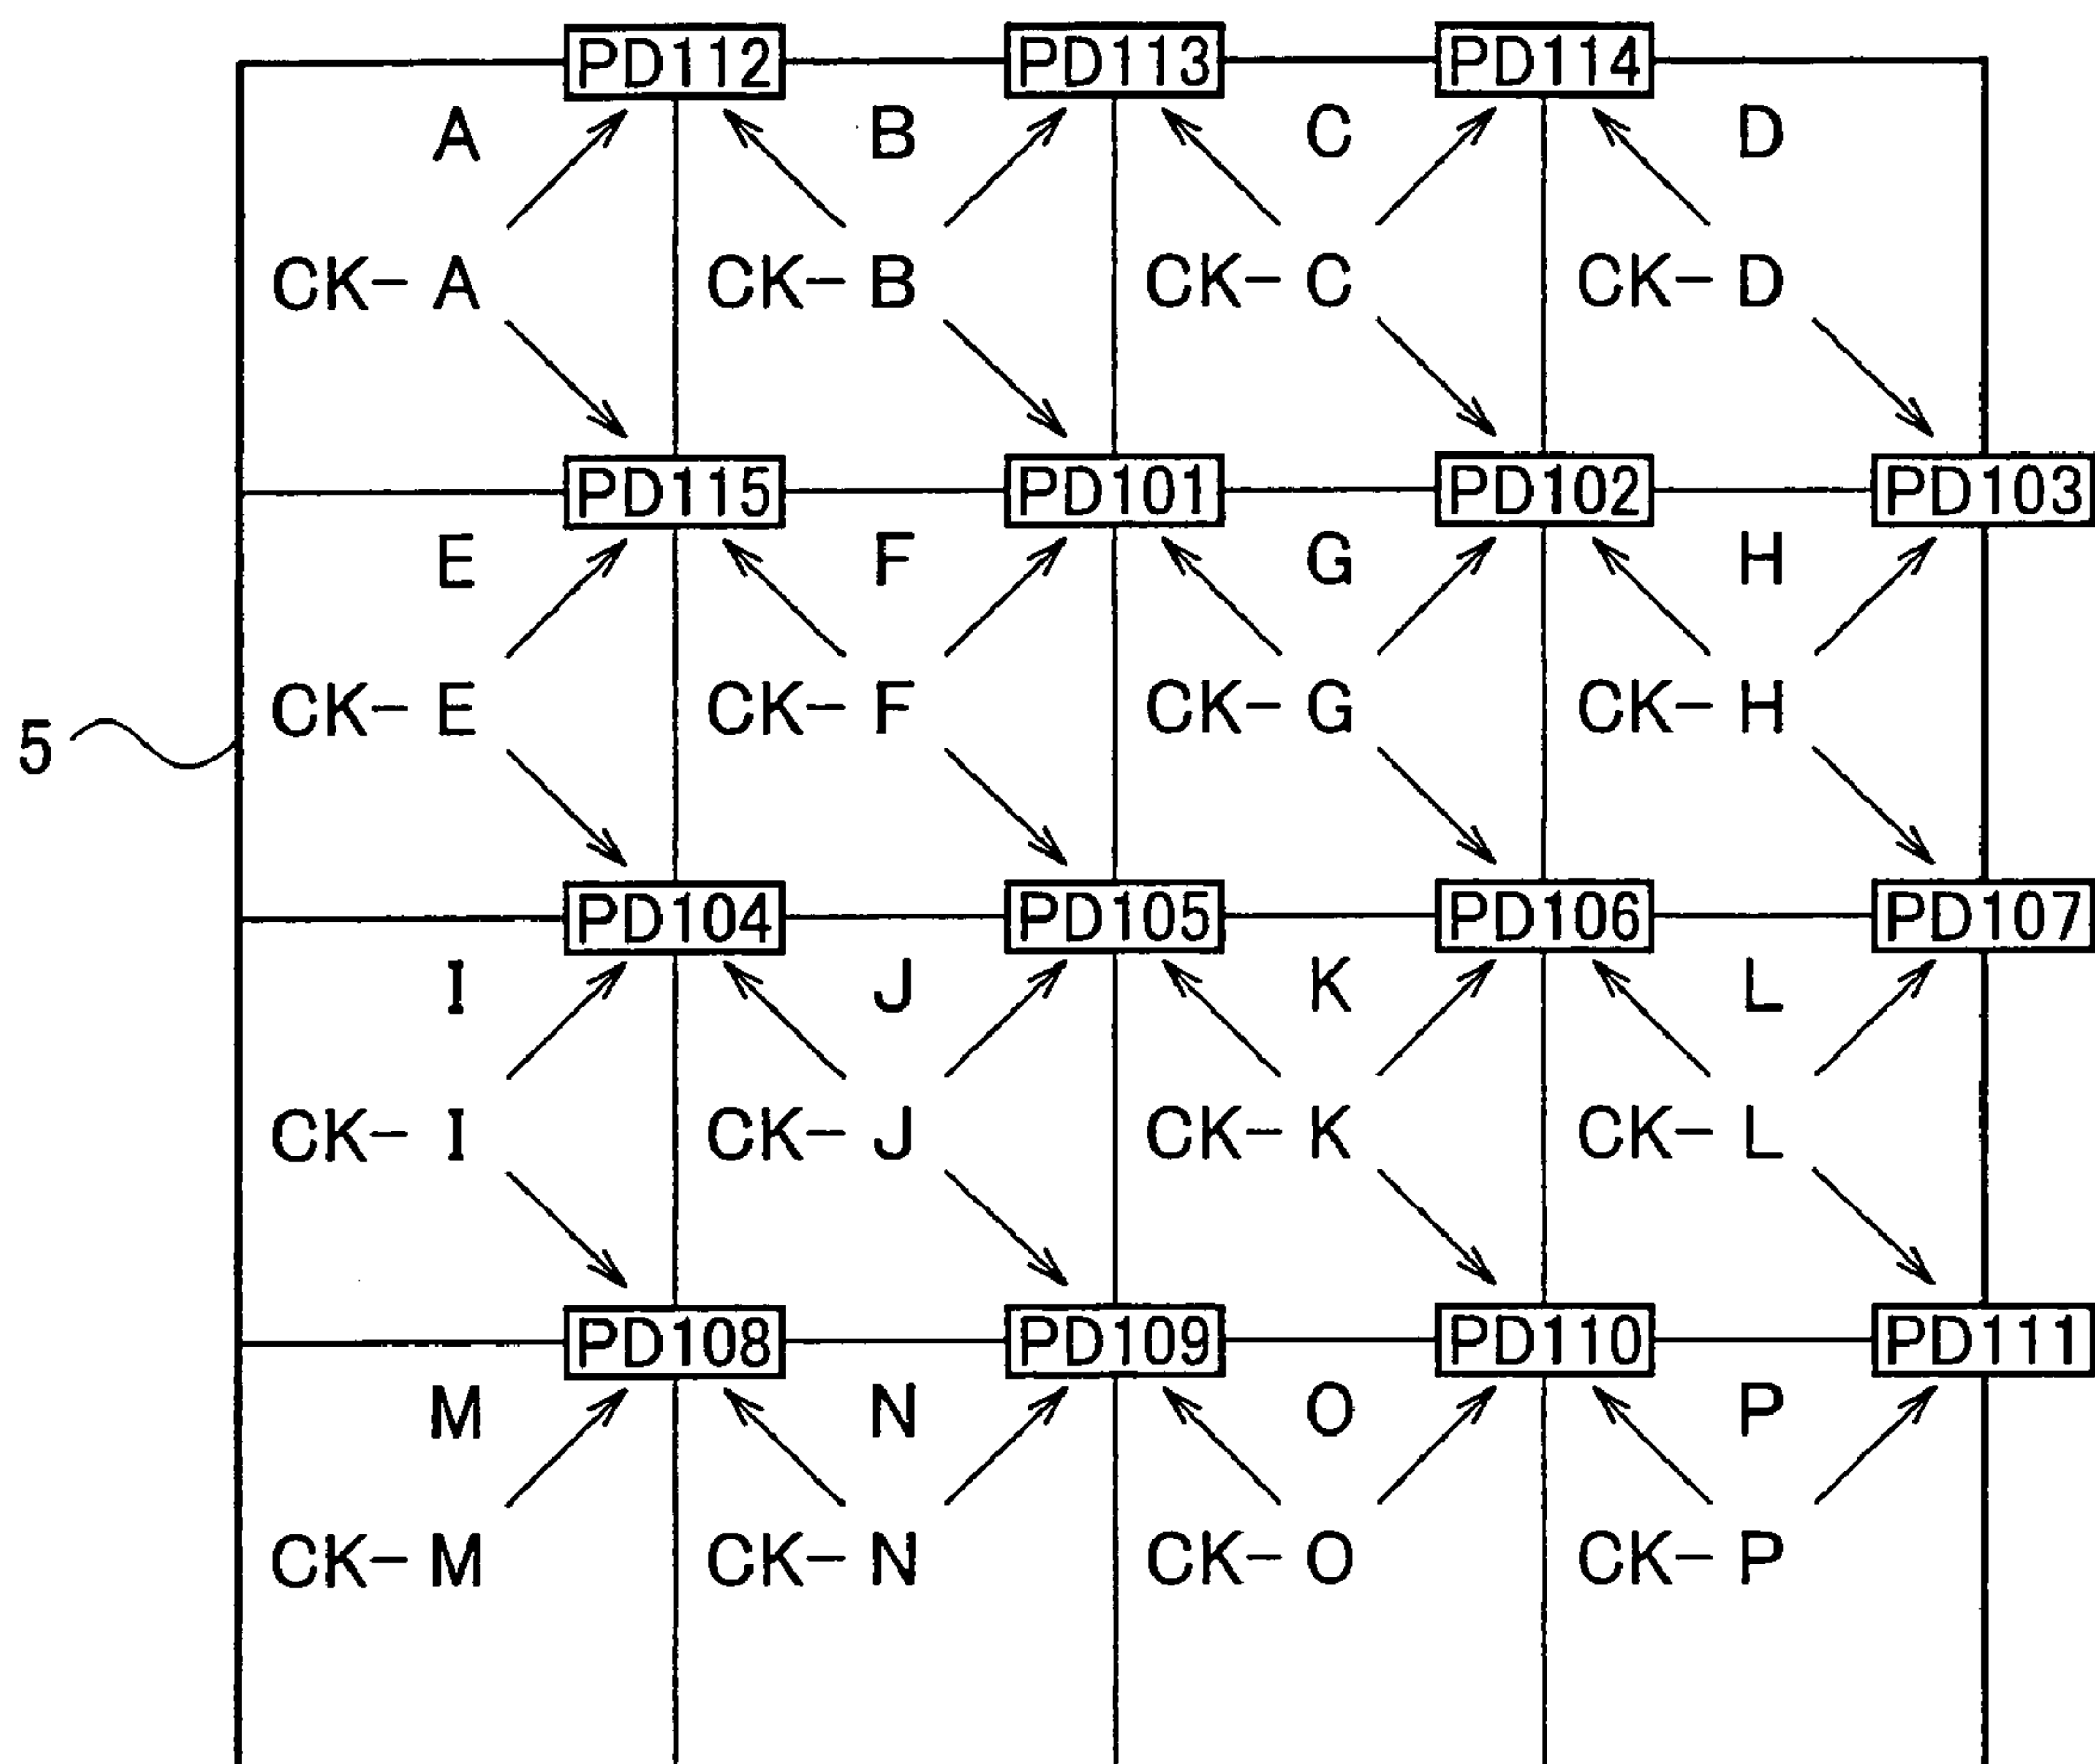 PD112 PD113 PD114
A B C D
CK-A CK-B CK-C CK-D
PD115 PD101 PD102 PD103
E F G H
CK-E CK-F CK-G CK-H
5
PD104 PD105 PD106 PD107
I J K L
CK-I CK-J CK-K CK-L
PD108 PD109 PD110 PD111
M N O P
CK-M CK-N CK-O CK-P